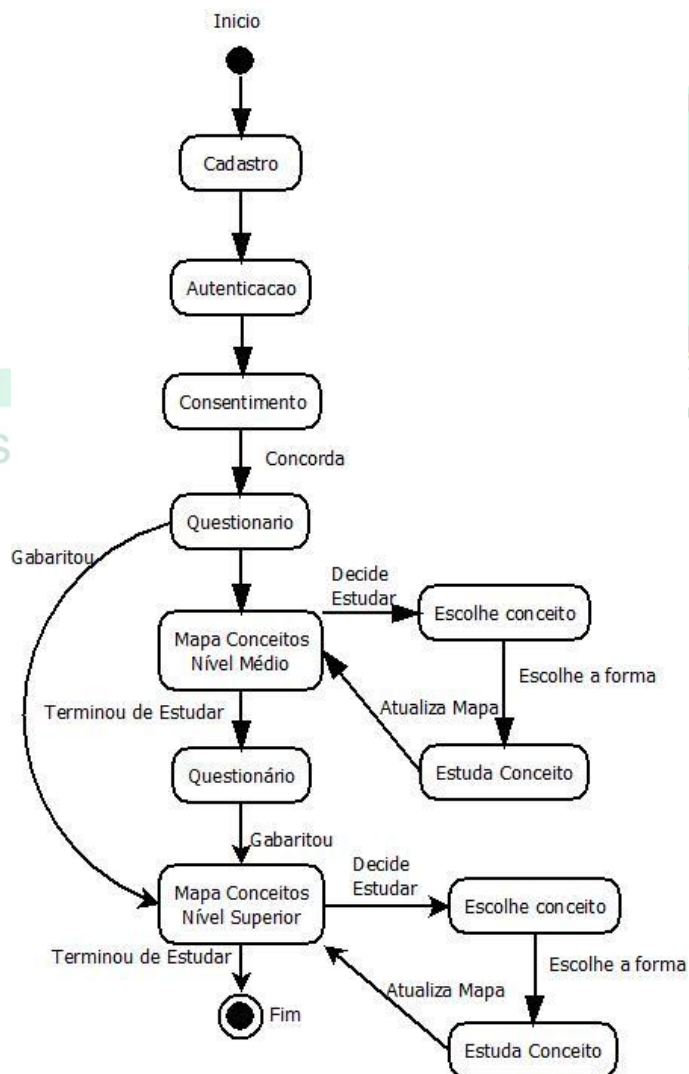 Inicio
Cadastro
Autenticacao
Consentimento
Concorda
S
Questionario
Gabaritou
Decide
Estudar
Escolhe conceito
Mapa Conceitos
Nível Médio
Escolhe a forma
Atualiza Mapa
Terminou de Estudar
Questionário
Estuda Conceito
Gabaritou
Decide
Estudar
Mapa Conceitos
Nível Superior
Escolhe conceito
Terminou de Estudar
Escolhe a forma
Atualiza Mapa
Fim
Estuda Conceito